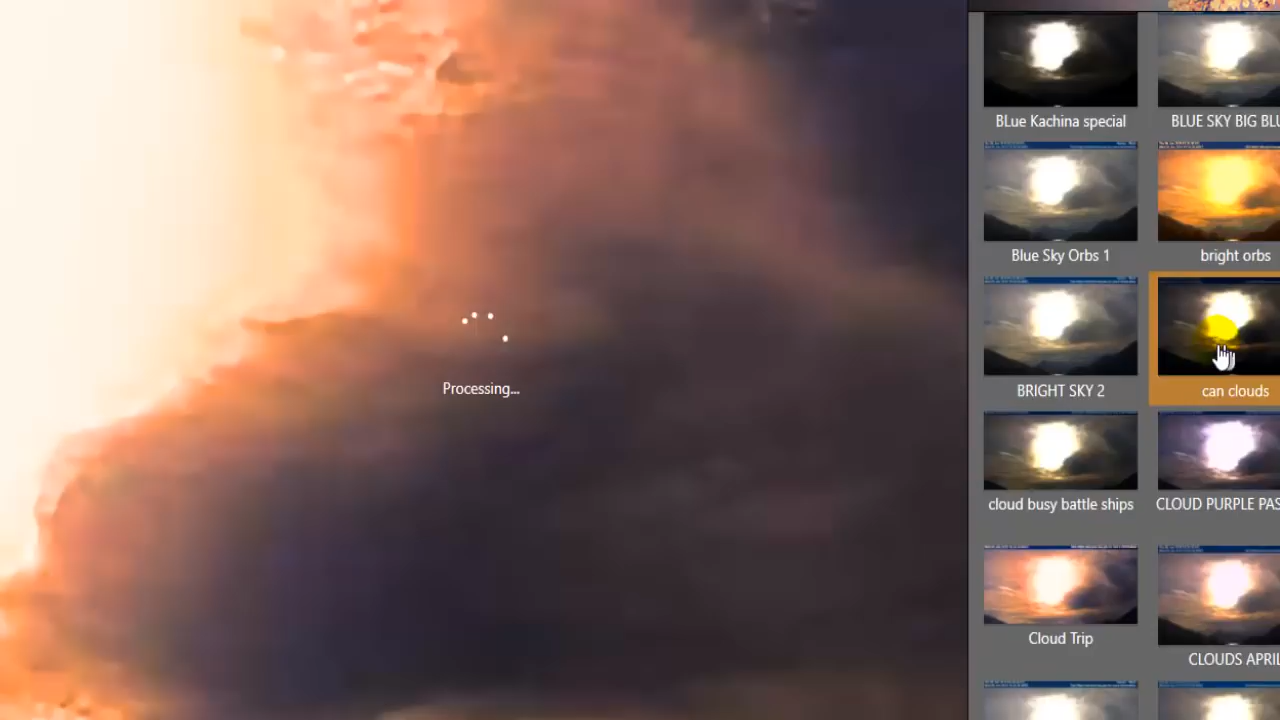 BLue Kachina special
BLUE SKY BIG BLU
Blue Sky Orbs 1
bright orbs
BRIGHT SKY 2
can clouds
cloud busy battle ships
CLOUD PURPLE PAS
Cloud Trip
CLOUDS APRIL
Processing...